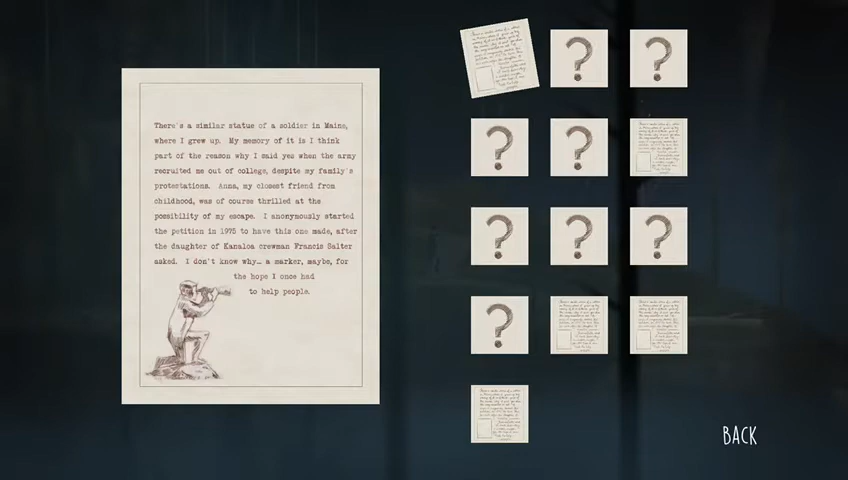 There's a similar statue of a soldier in Maine,
where I grew up. My memory of it is I think
part of the reason why I said yes when the army
recruited me out of college, despite my family's
protestations. Anna, my closest friend from
childhood, was of course thrilled at the
possibility of my escape. I anonymously started
the petition in 1975 to have this one made, after
the daughter of Kanaloa crewman Francis Salter
asked. I don't know why… a marker, maybe, for
the hope I once had
to help people.
?
?
?
?
?
?
?
?
BACK